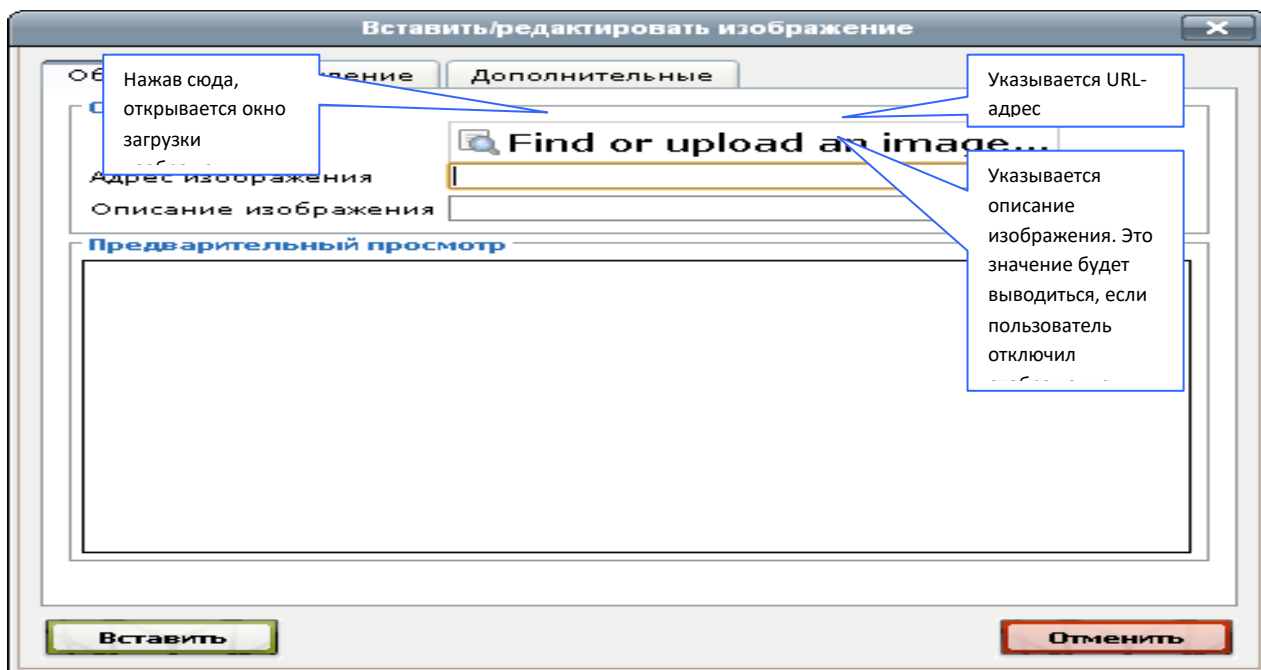 Вставить/редактировать изображение
Дополнительные
Нажав сюда,
открывается окно
загрузки
Указывается URL-
адрес
Find or upload an image...
Адрес изображения
Описание изображения
Указывается
описание
изображения. Это
значение будет
выводиться, если
пользователь
отключил
Предварительный просмотр
Вставить
Отменить